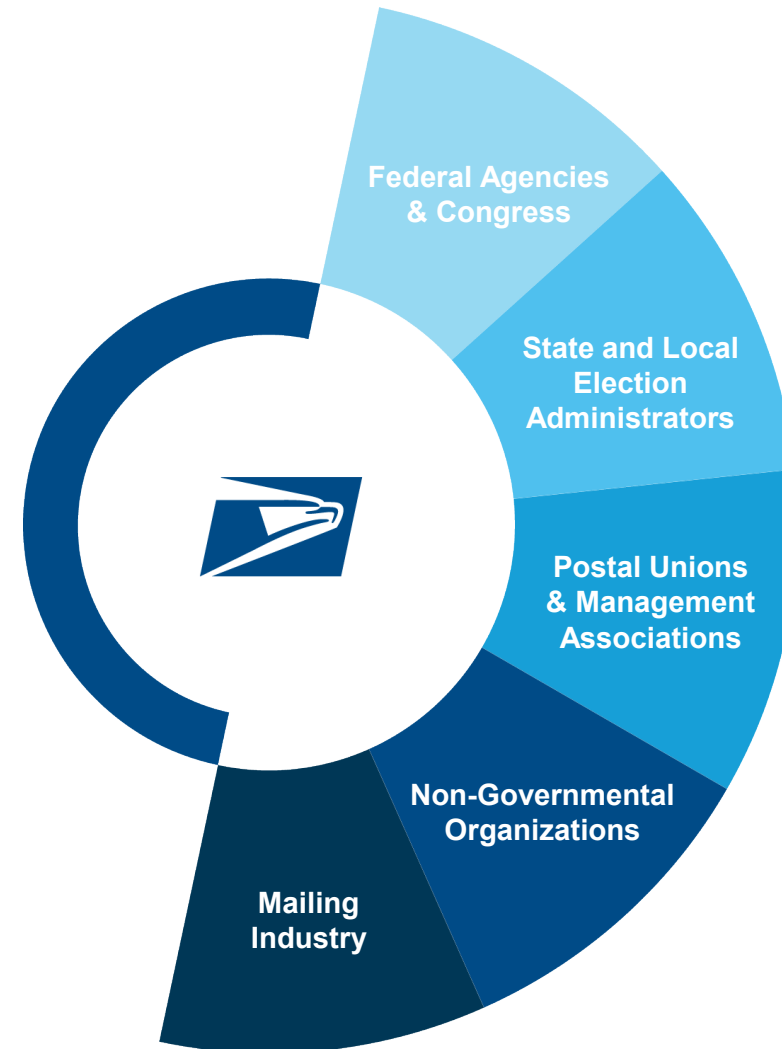 Federal Agencies
& Congress
State and Local
Election
Administrators
Postal Unions
& Management
Associations
Non-Governmental
Organizations
Mailing
Industry